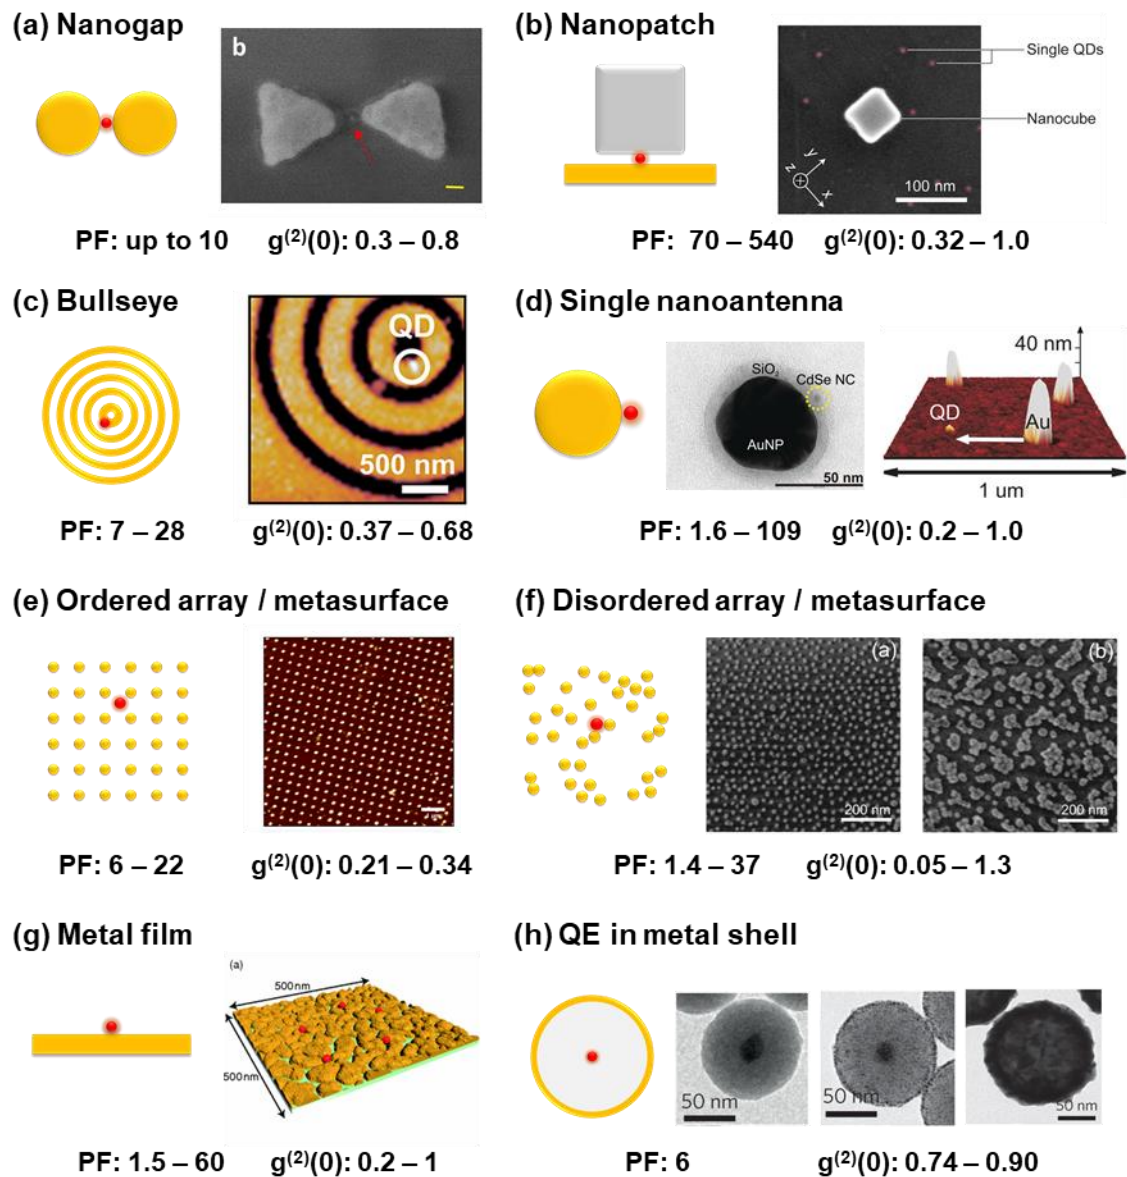 (a) Nanogap
b
PF: up to 10 g(2)(0): 0.3 – 0.8
(b) Nanopatch
Single QDs
Nanocube
y
z
x
100 nm
PF: 70 – 540 g(2)(0): 0.32 – 1.0
(c) Bullseye
QD
500 nm
PF: 7 – 28 g(2)(0): 0.37 – 0.68
(d) Single nanoantenna
SiO2
CdSe NC
AuNP
50 nm
40 nm
QD
Au
1 um
PF: 1.6 – 109 g(2)(0): 0.2 – 1.0
(e) Ordered array / metasurface
PF: 6 – 22 g(2)(0): 0.21 – 0.34
(f) Disordered array / metasurface
(a)
200 nm
(b)
200 nm
PF: 1.4 – 37 g(2)(0): 0.05 – 1.3
(g) Metal film
(a)
500nm
500nm
PF: 1.5 – 60 g(2)(0): 0.2 – 1
(h) QE in metal shell
50 nm
50 nm
50 nm
PF: 6 g(2)(0): 0.74 – 0.90